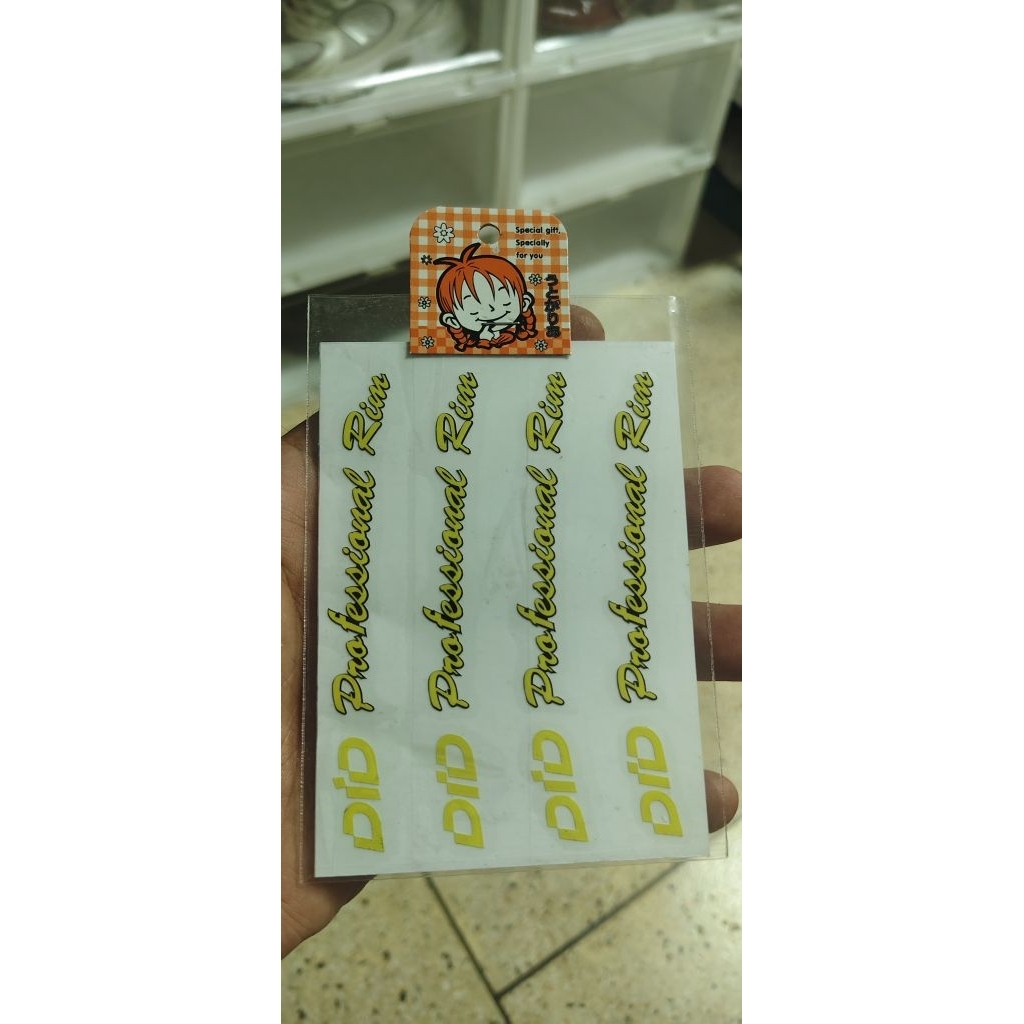 Special gift,
Specially
for you
DID Professional Rim
DID Professional Rim
DID Professional Rim
DID Professional Rim